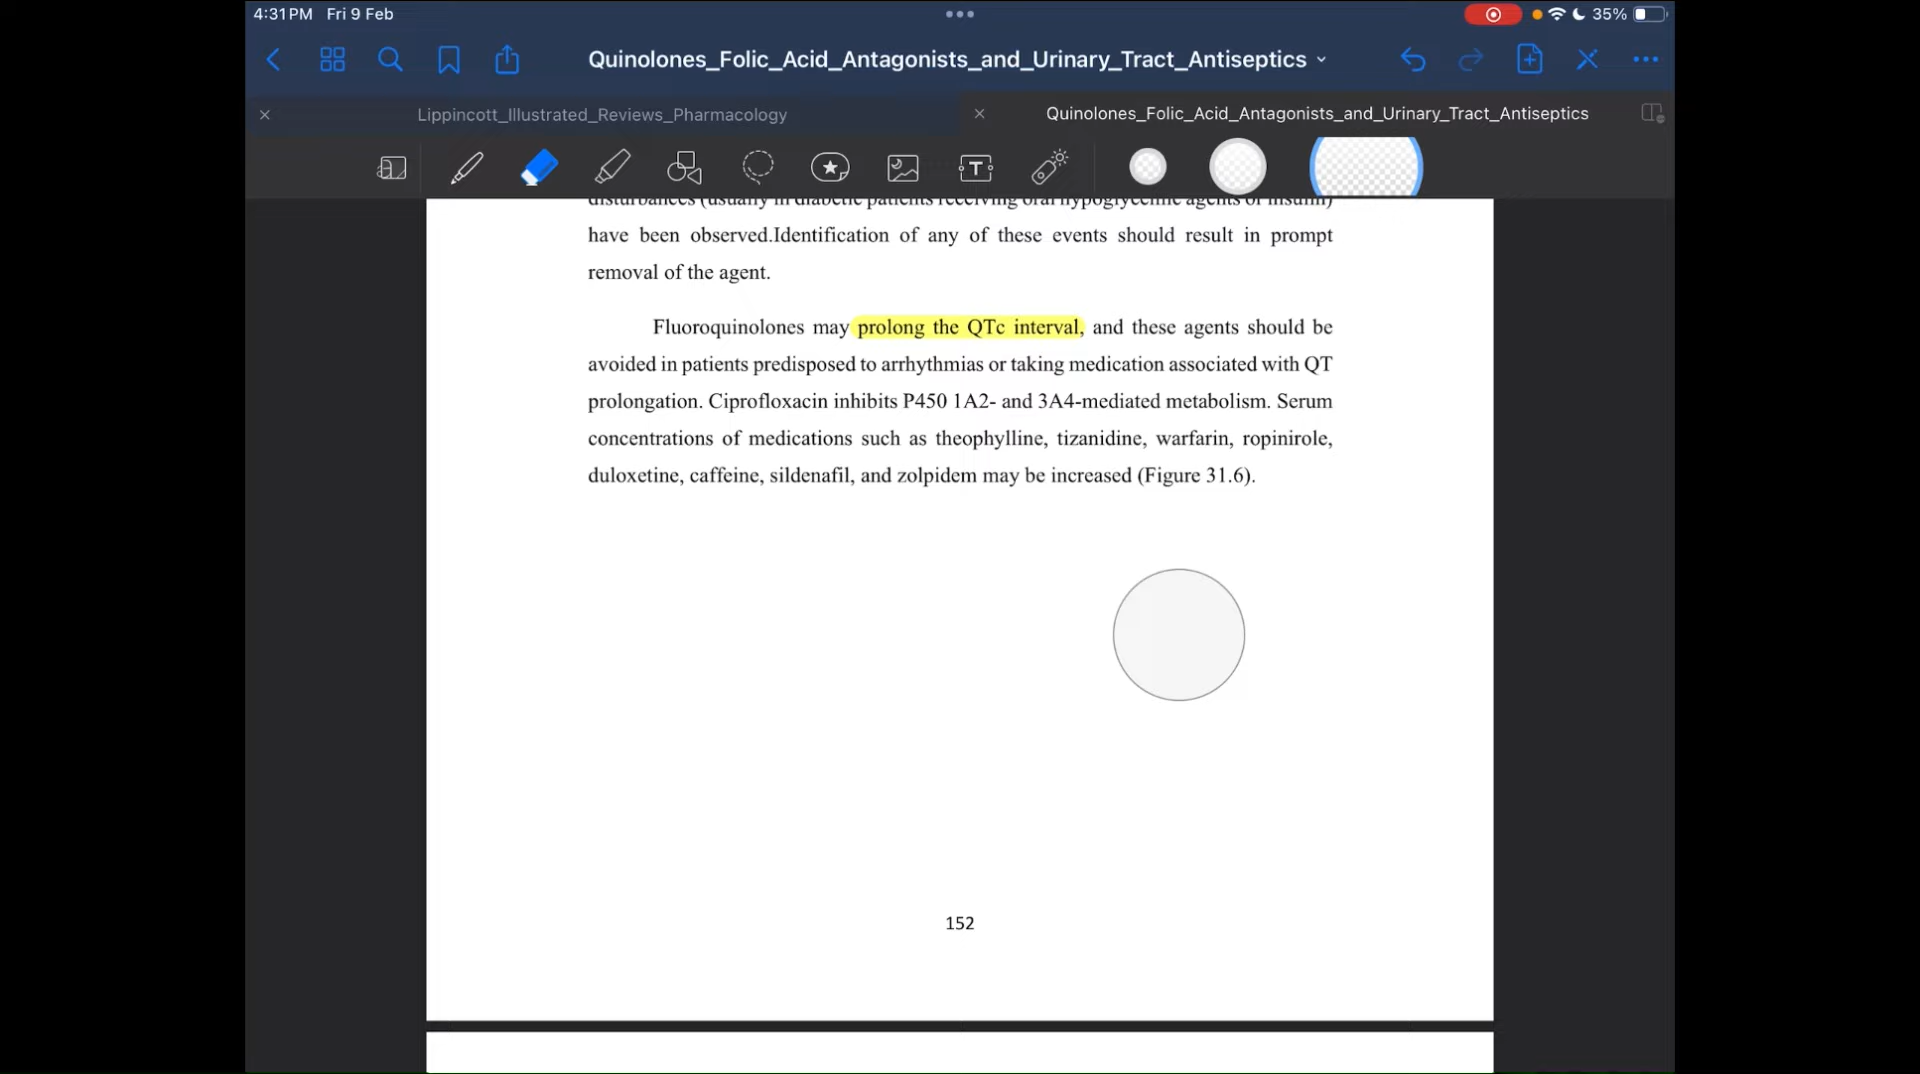 4:31 PM Fri 9 Feb
35%
Quinolones_Folic_Acid_Antagonists_and_Urinary_Tract_Antiseptics
Lippincott_Illustrated_Reviews_Pharmacology
Quinolones_Folic_Acid_Antagonists_and_Urinary_Tract_Antiseptics
disturbances (usually in diabetic patients receiving oral hypoglycemic agents or insulin)
have been observed.Identification of any of these events should result in prompt
removal of the agent.
Fluoroquinolones may prolong the QTc interval, and these agents should be
avoided in patients predisposed to arrhythmias or taking medication associated with QT
prolongation. Ciprofloxacin inhibits P450 1A2- and 3A4-mediated metabolism. Serum
concentrations of medications such as theophylline, tizanidine, warfarin, ropinirole,
duloxetine, caffeine, sildenafil, and zolpidem may be increased (Figure 31.6).
152